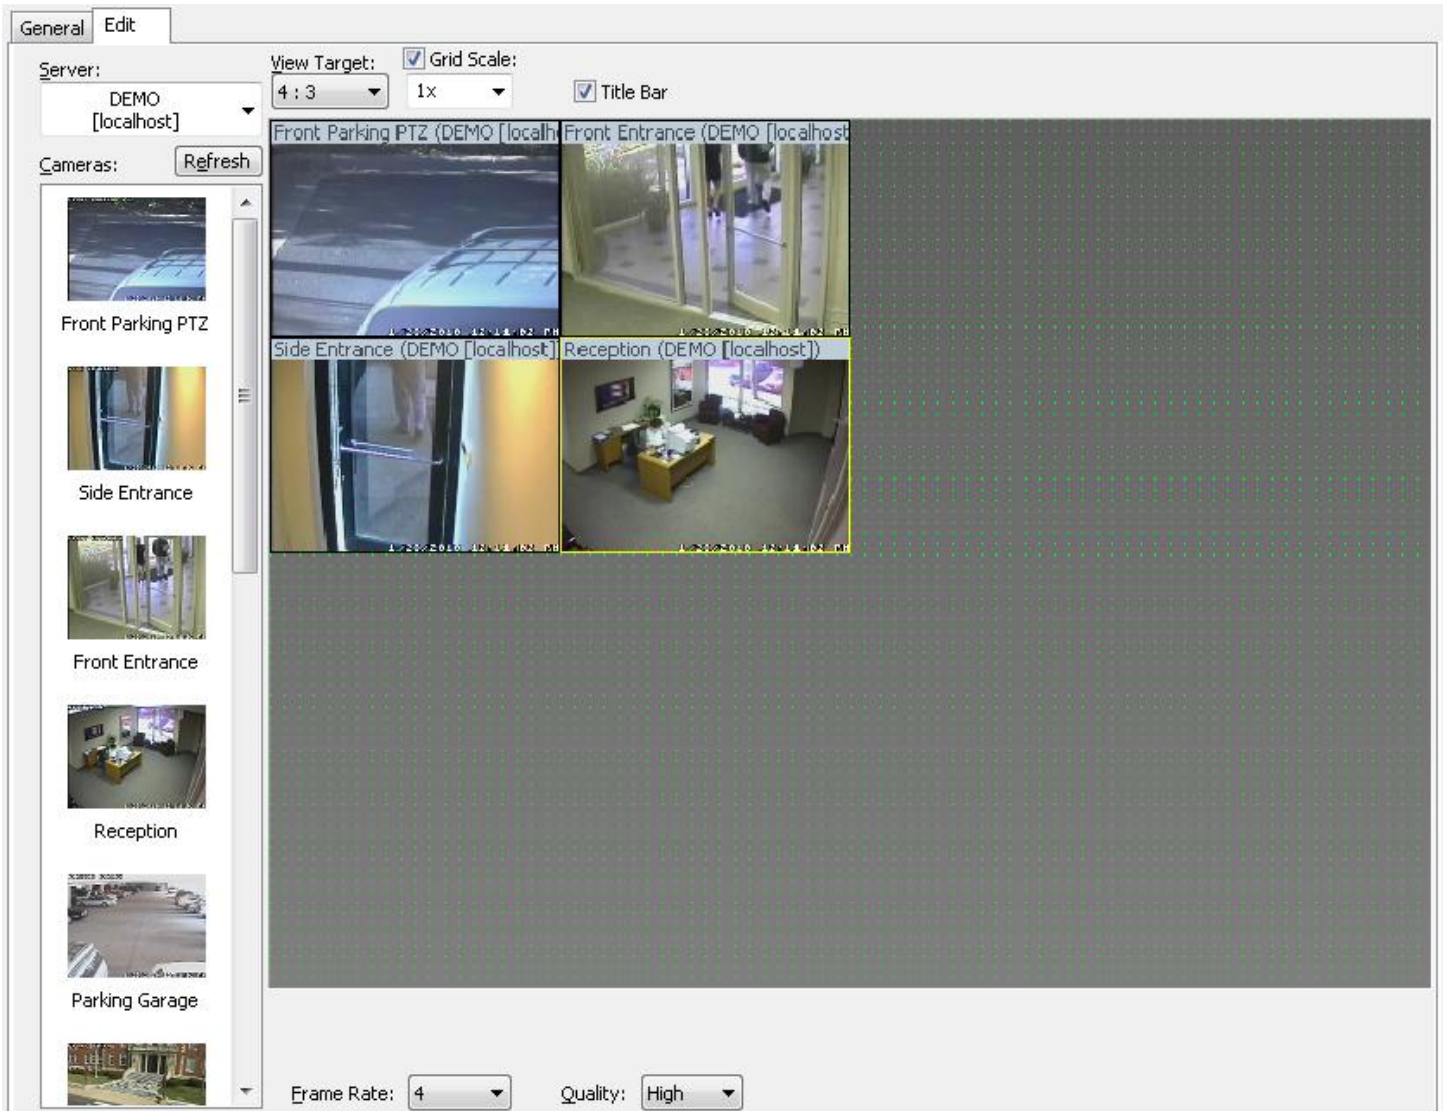 General
Edit
Server:
DEMO
[localhost]
View Target:
4 : 3
Grid Scale:
1x
Title Bar
Cameras:
Refresh
Front Parking PTZ (DEMO [localh
Front Entrance (DEMO [localhost
Side Entrance (DEMO [localhost]
Reception (DEMO [localhost])
Front Parking PTZ
Side Entrance
Front Entrance
Reception
Parking Garage
Frame Rate:
4
Quality:
High